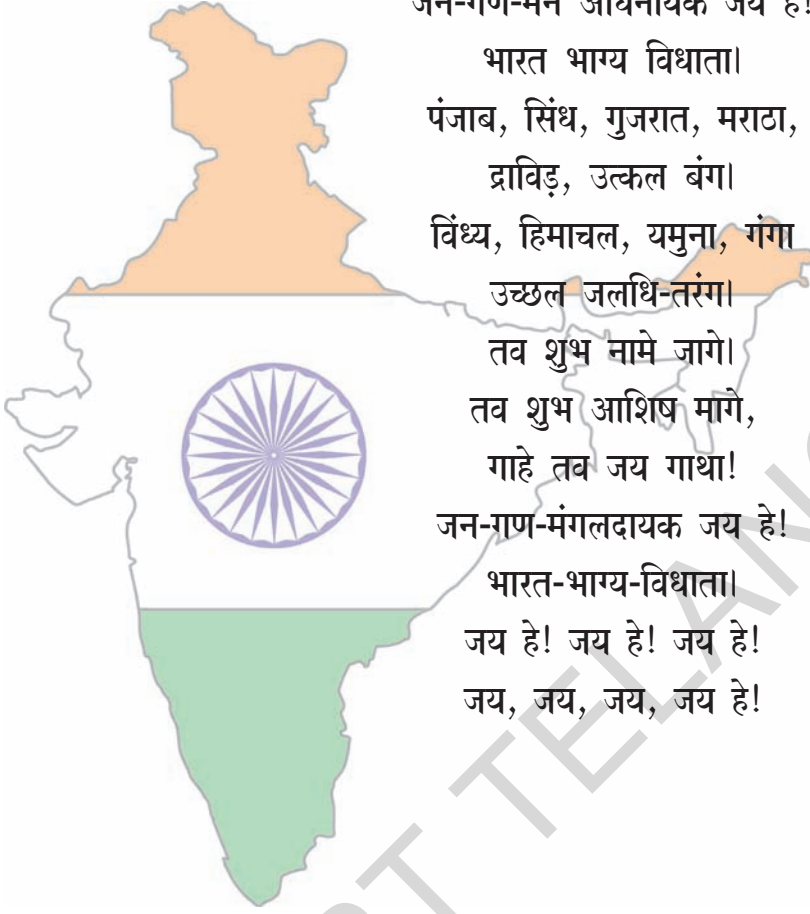 जन-गण-मन अधिनायक जय हे!
भारत भाग्य विधाता।
पंजाब, सिंध, गुजरात, मराठा,
द्राविड़, उत्कल बंग।
विंध्य, हिमाचल, यमुना, गंगा
उच्छल जलधि-तरंग।
तव शुभ नामे जागे।
तव शुभ आशिष मागे,
गाहे तव जय गाथा!
जन-गण-मंगलदायक जय हे!
भारत-भाग्य-विधाता।
जय हे! जय हे! जय हे!
जय, जय, जय, जय हे!